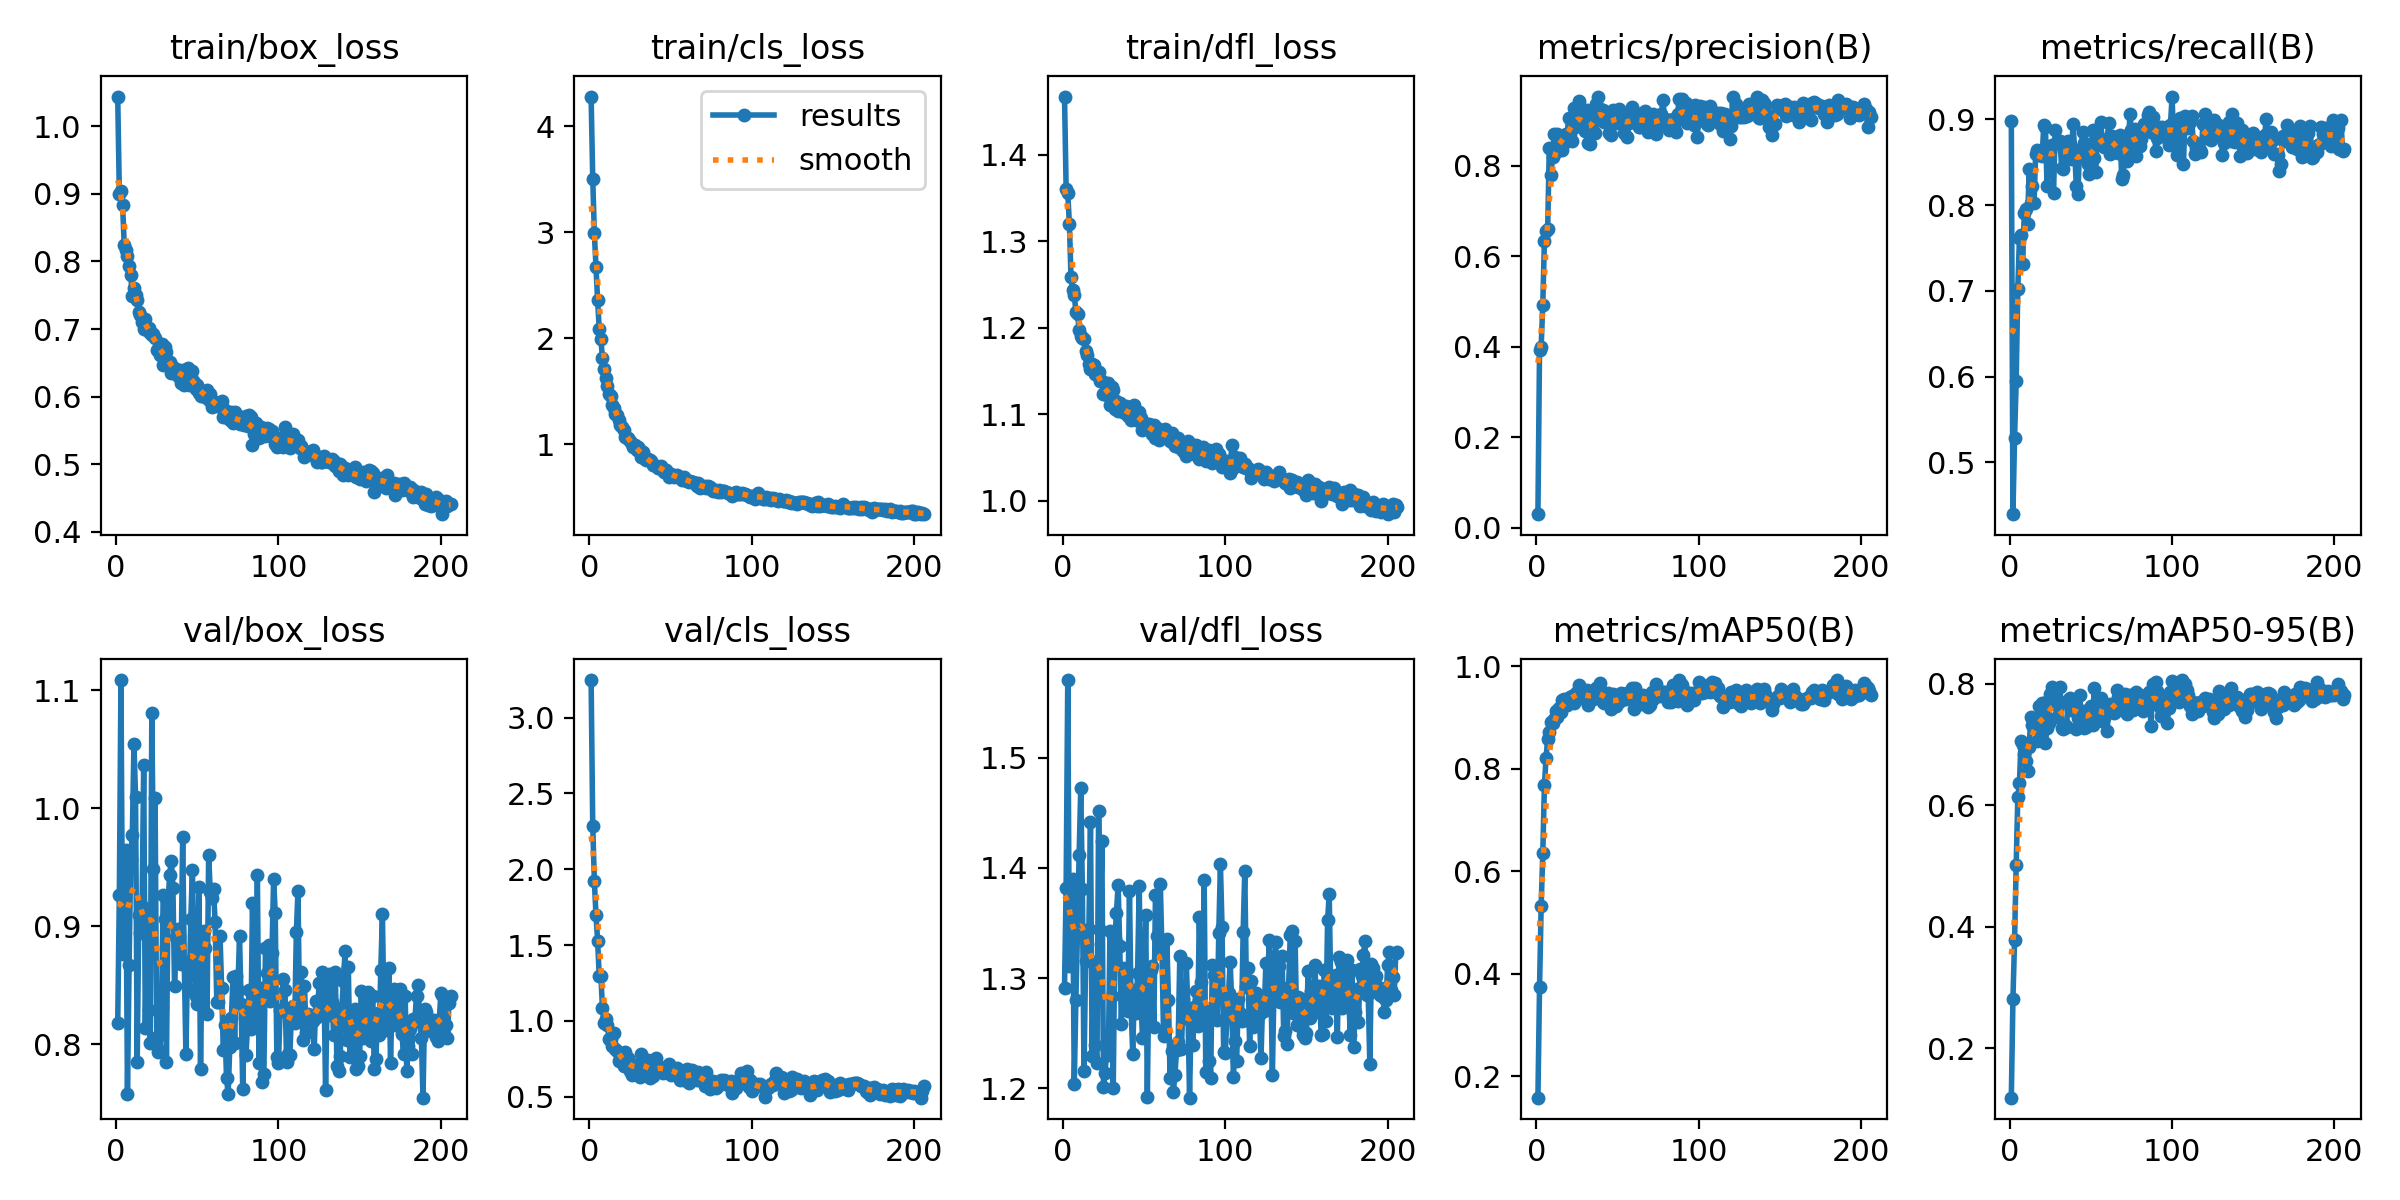 train/box_loss
1.0
0.9
0.8
0.7
0.6
0.5
0.4
0 100 200
train/cls_loss
results
smooth
4
3
2
1
0 100 200
train/dfl_loss
1.4
1.3
1.2
1.1
1.0
0 100 200
metrics/precision(B)
0.8
0.6
0.4
0.2
0.0
0 100 200
metrics/recall(B)
0.9
0.8
0.7
0.6
0.5
0 100 200
val/box_loss
1.1
1.0
0.9
0.8
0 100 200
val/cls_loss
3.0
2.5
2.0
1.5
1.0
0.5
0 100 200
val/dfl_loss
1.5
1.4
1.3
1.2
0 100 200
metrics/mAP50(B)
1.0
0.8
0.6
0.4
0.2
0 100 200
metrics/mAP50-95(B)
0.8
0.6
0.4
0.2
0 100 200